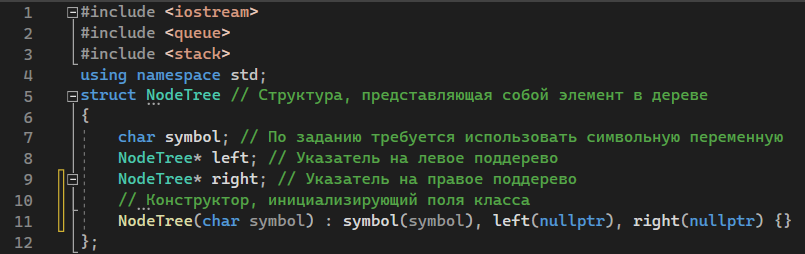 1 #include <iostream>
2 #include <queue>
3 #include <stack>
4 using namespace std;
5 struct NodeTree // Структура, представляющая собой элемент в дереве
6 {
7 char symbol; // По заданию требуется использовать символьную переменную
8 NodeTree* left; // Указатель на левое поддерево
9 NodeTree* right; // Указатель на правое поддерево
10 // Конструктор, инициализирующий поля класса
11 NodeTree(char symbol) : symbol(symbol), left(nullptr), right(nullptr) {}
12 };